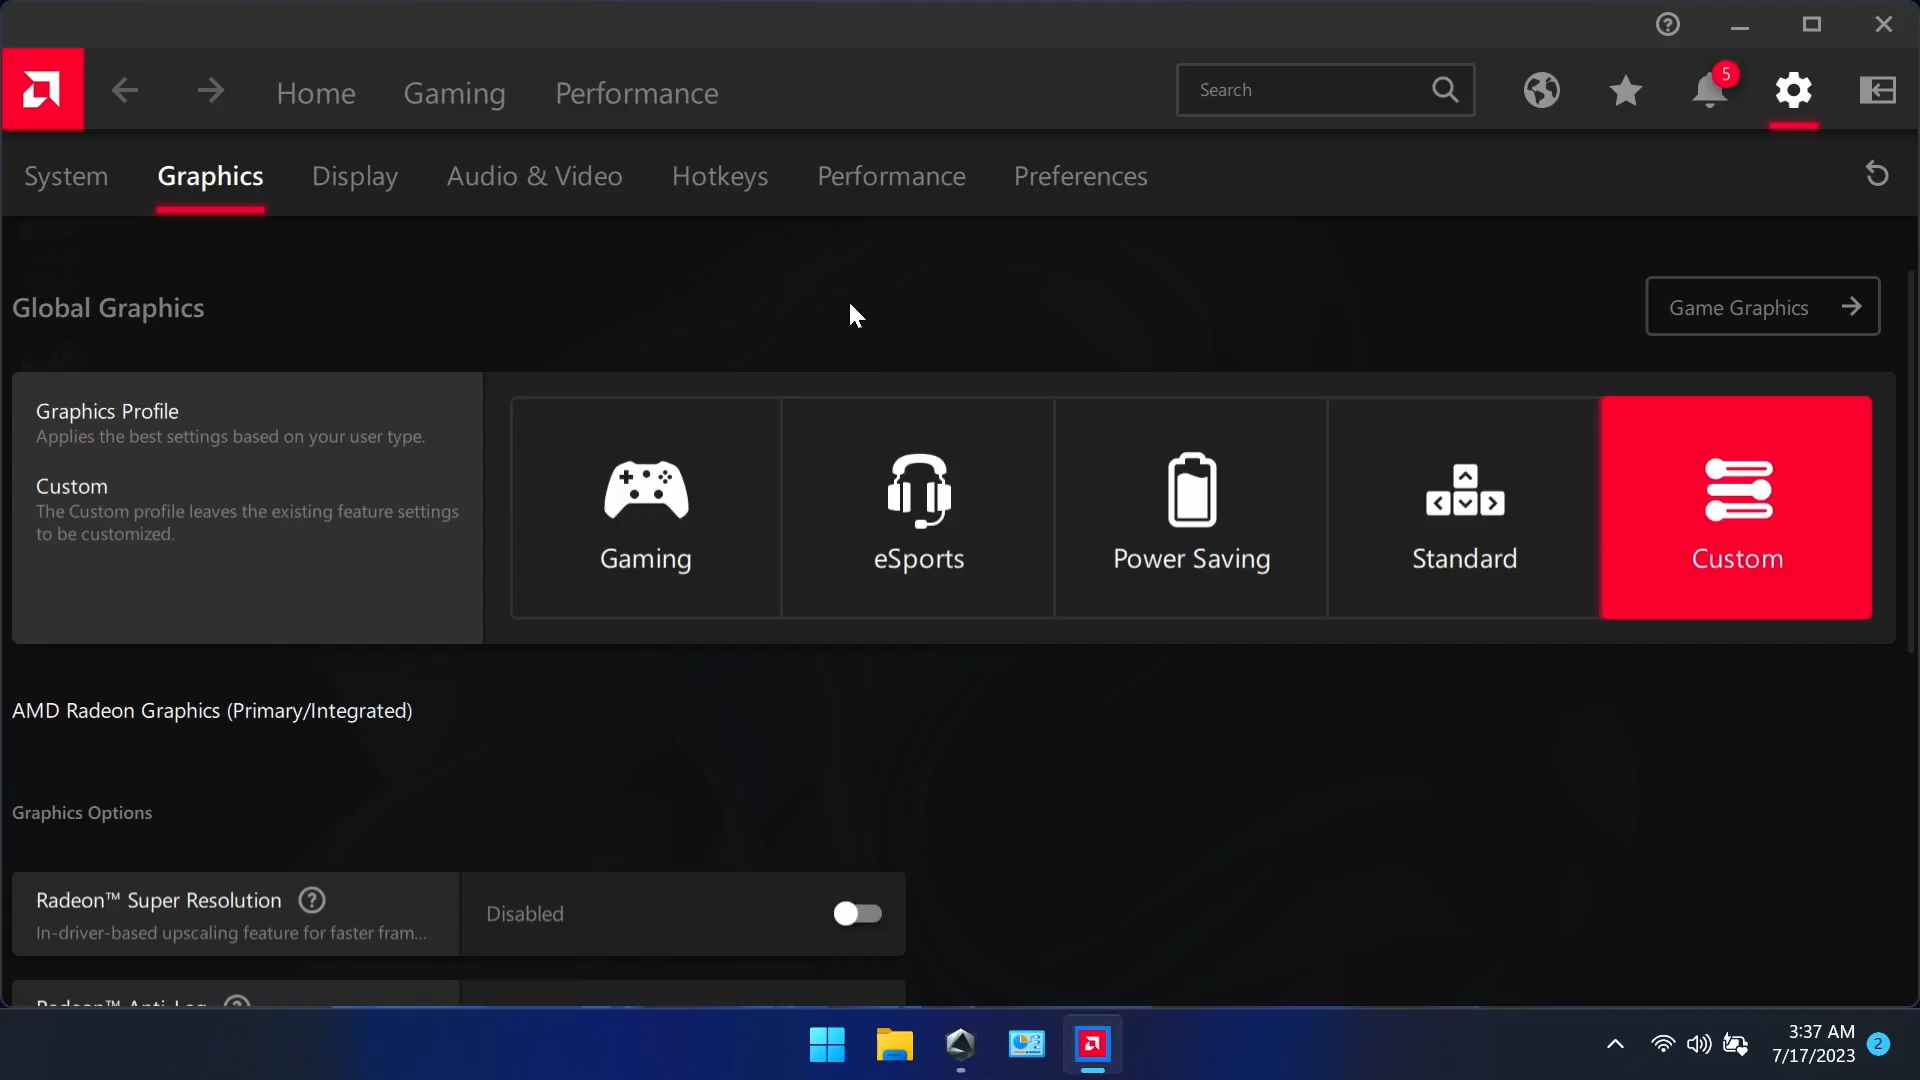 5
Home Gaming Performance Search
System Graphics Display Audio & Video Hotkeys Performance Preferences
Global Graphics
Game Graphics
Graphics Profile
Applies the best settings based on your user type.
Custom
The Custom profile leaves the existing feature settings
to be customized.
Gaming eSports Power Saving Standard Custom
AMD Radeon Graphics (Primary/Integrated)
Graphics Options
Radeon™ Super Resolution
In-driver-based upscaling feature for faster fram...
Disabled
Radeon™ Anti-Lag
3:37 AM
7/17/2023
2